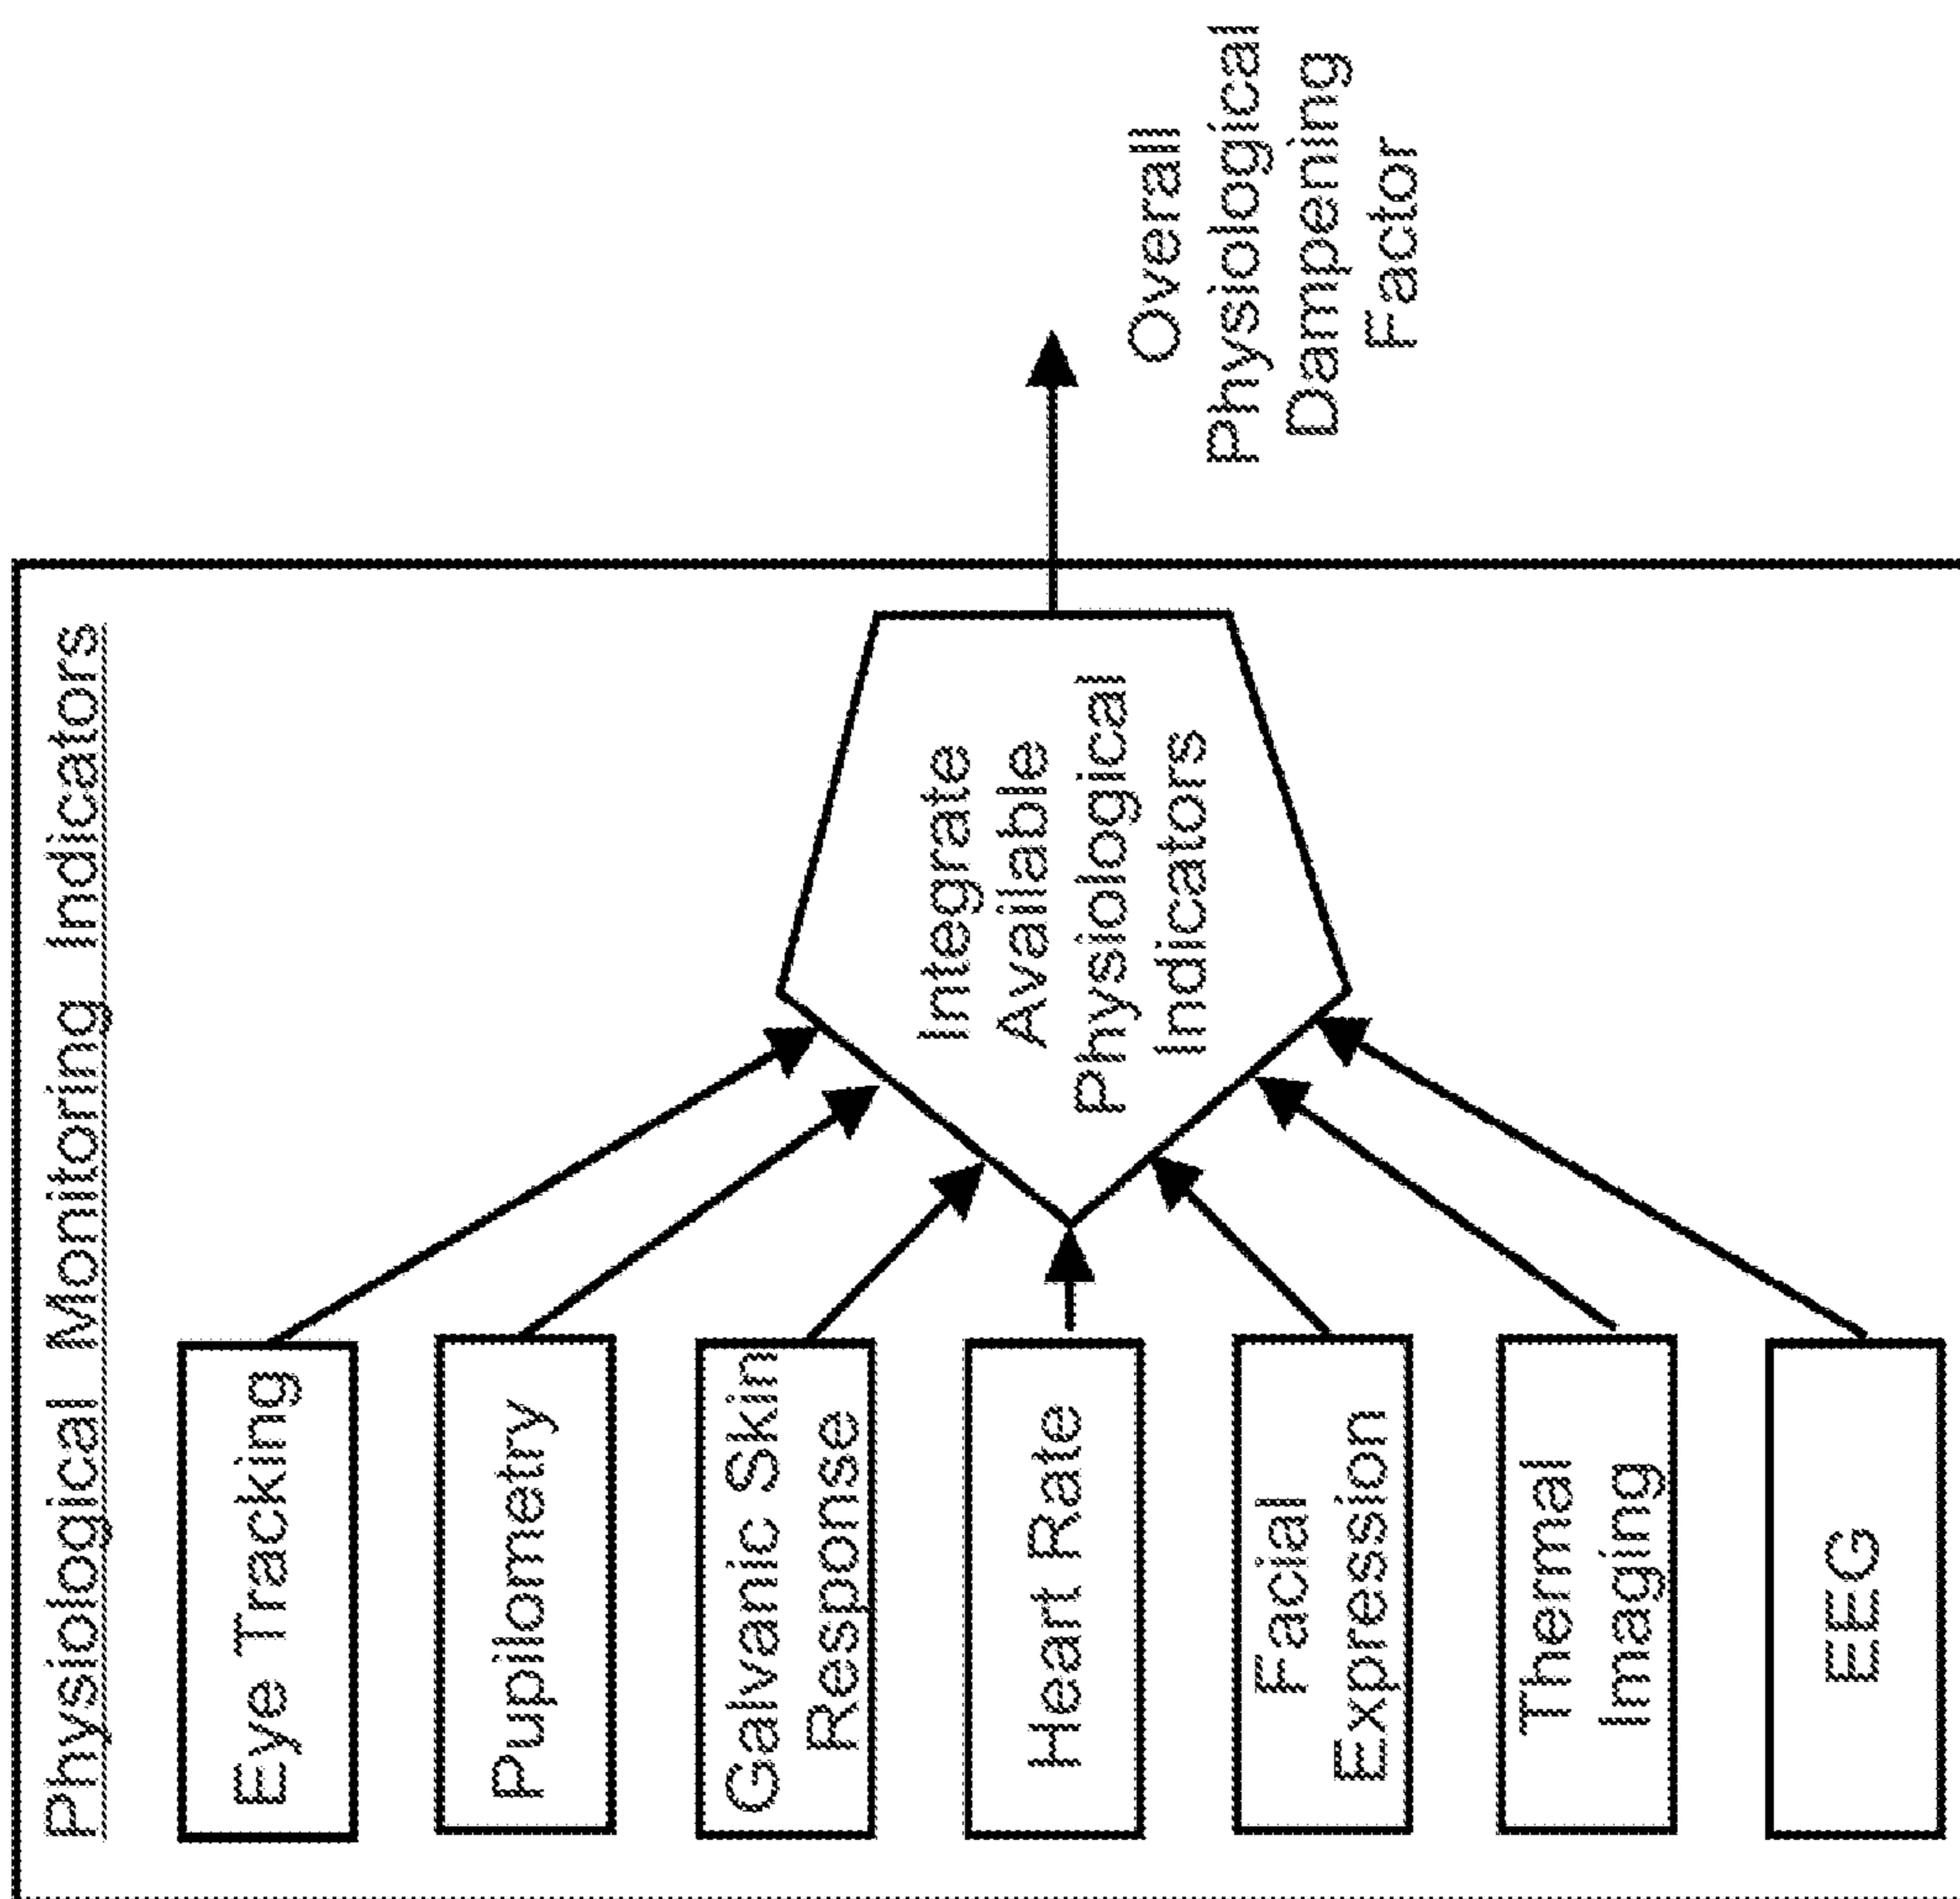 Physiological Monitoring Indicators
Eye Tracking
Pupilometry
Galvanic Skin
Response
Heart Rate
Facial
Expression
Thermal
Imaging
EEG
Integrate
Available
Physiological
Indicators
Overall
Physiological
Dampening
Factor